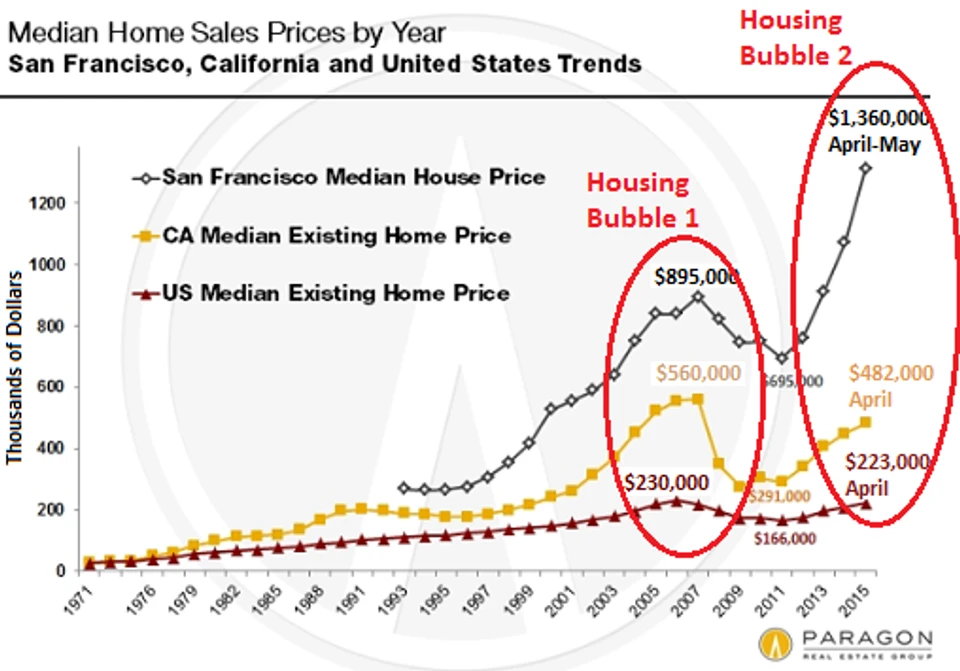 Median Home Sales Prices by Year
San Francisco, California and United States Trends
Housing
Bubble 2
$1,360,000
April-May
San Francisco Median House Price
CA Median Existing Home Price
US Median Existing Home Price
Housing
Bubble 1
$895,000
$560,000
$695,000
$482,000
April
$230,000
$291,000
$223,000
April
$166,000
Thousands of Dollars
1200
1000
800
600
400
200
0
1971
1976
1979
1982
1985
1988
1991
1993
1995
1997
1999
2001
2003
2005
2007
2009
2011
2013
2015
PARAGON
REAL ESTATE GROUP